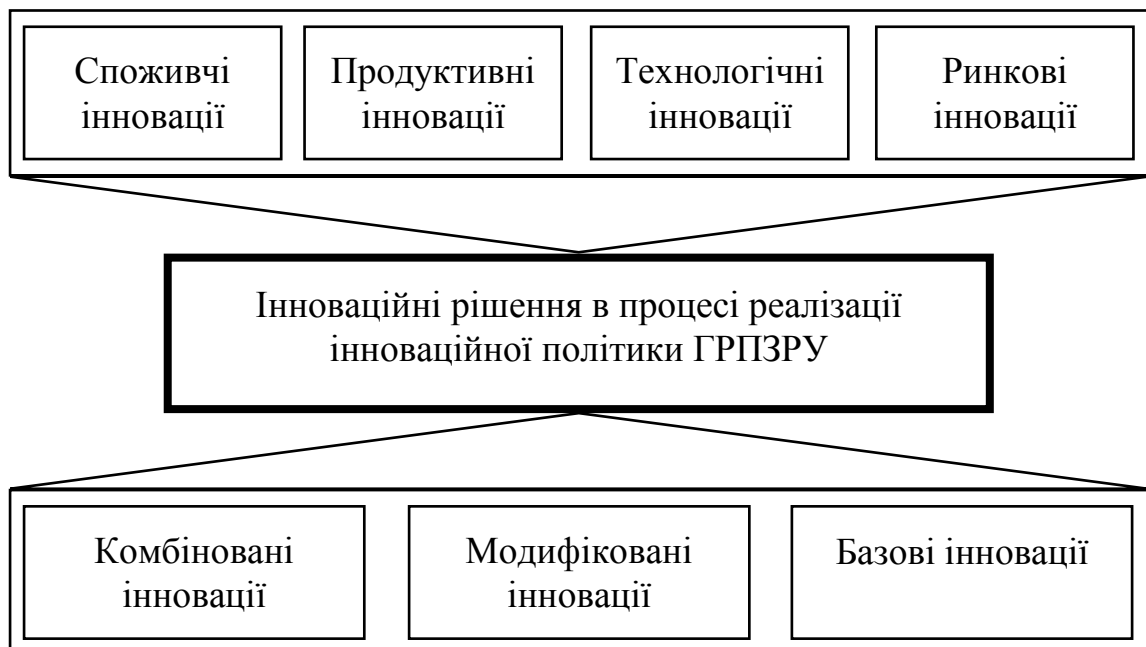 Споживчі
інновації
Продуктивні
інновації
Технологічні
інновації
Ринкові
інновації
Інноваційні рішення в процесі реалізації
інноваційної політики ГРПЗРУ
Комбіновані
інновації
Модифіковані
інновації
Базові інновації